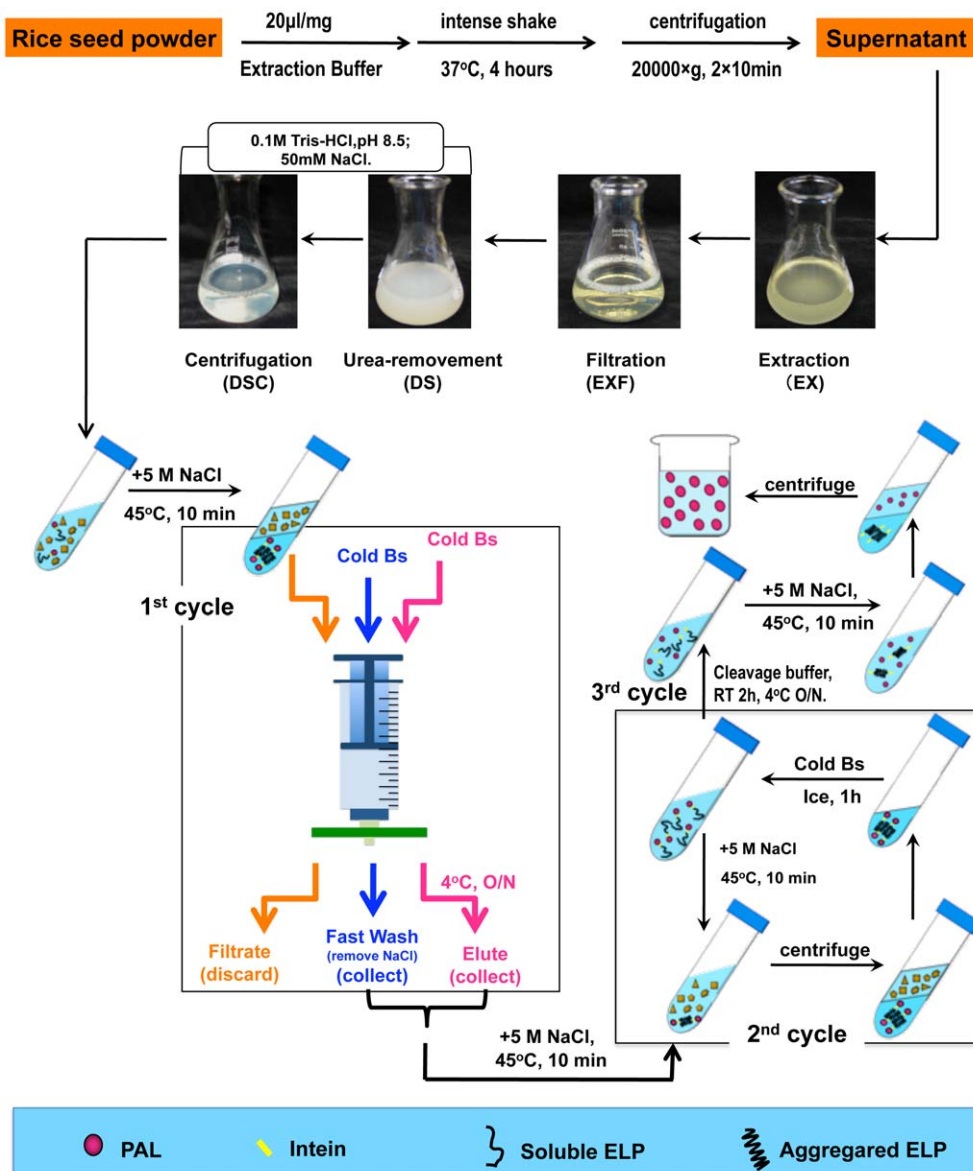 Rice seed powder
20µl/mg
Extraction Buffer
intense shake
37°C, 4 hours
centrifugation
20000×g, 2×10min
Supernatant
0.1M Tris-HCl,pH 8.5;
50mM NaCl.
Centrifugation
(DSC)
Urea-removement
(DS)
Filtration
(EXF)
Extraction
(EX)
+5 M NaCl
45°C, 10 min
1st cycle
Cold Bs
Cold Bs
4°C, O/N
Filtrate
(discard)
Fast Wash
(remove NaCl)
(collect)
Elute
(collect)
+5 M NaCl,
45°C, 10 min
centrifuge
+5 M NaCl,
45°C, 10 min
3rd cycle
Cleavage buffer,
RT 2h, 4°C O/N.
Cold Bs
Ice, 1h
+5 M NaCl
45°C, 10 min
centrifuge
2nd cycle
PAL
Intein
Soluble ELP
Aggregared ELP